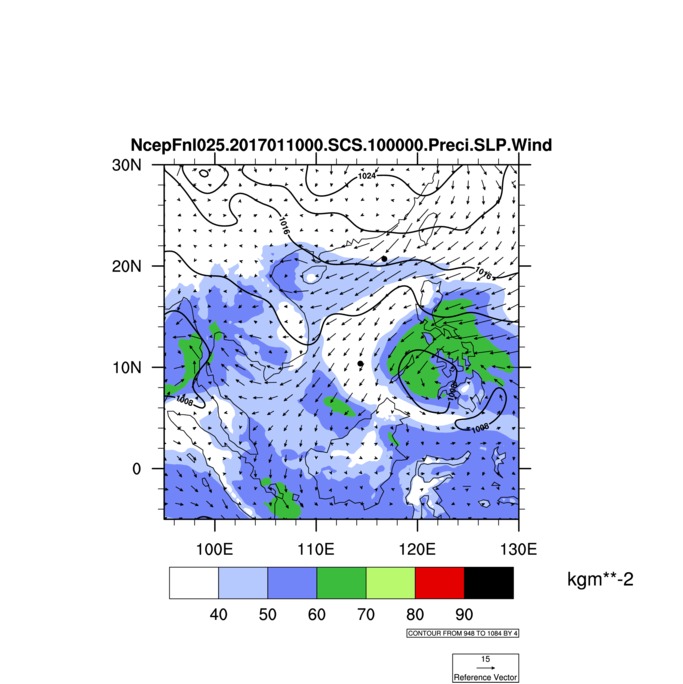 NcepFnl025.2017011000.SCS.100000.Preci.SLP.Wind
30N
1024
1016
20N
1016
10N
1008
1008
0
100E
110E
120E
130E
kgm**-2
40
50
60
70
80
90
CONTOUR FROM 948 TO 1084 BY 4
15
Reference Vector